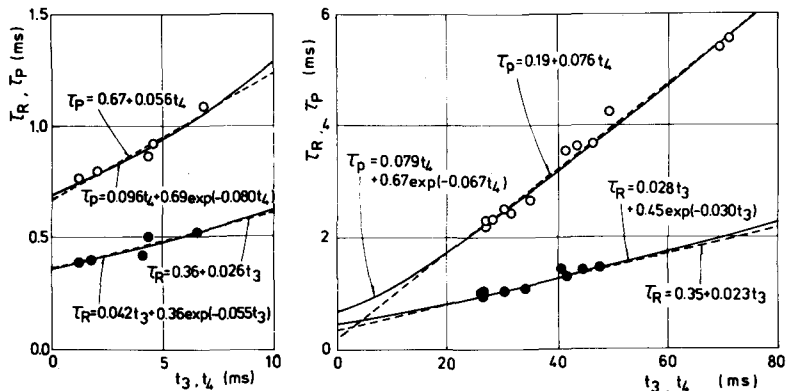 τR , τP (ms)
1.5
1.0
0.5
0.0
τP = 0.67+0.056t4
τP = 0.096t4+0.69exp(-0.080t4)
τR = 0.36+0.026t3
τR = 0.042t3+0.36exp(-0.055t3)
0
5
10
t3 , t4 (ms)
τR , τP (ms)
6
4
2
0
τP = 0.19+0.076t4
τP = 0.079t4
+0.67exp(-0.067t4)
τR = 0.028t3
+0.45exp(-0.030t3)
τR = 0.35+0.023t3
0
20
40
60
80
t3 , t4 (ms)